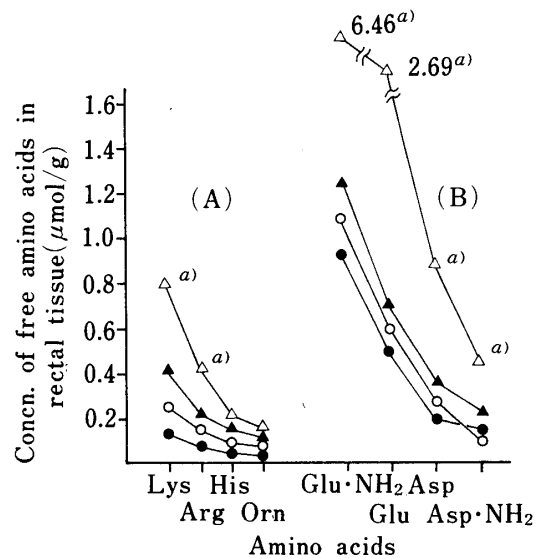 6.46a)
2.69a)
1.6
1.4
1.2
1.0
0.8
0.6
0.4
0.2
Concn. of free amino acids in
rectal tissue(μmol/g)
(A)
(B)
a)
a)
a)
a)
Lys His
Arg Orn
Glu·NH2 Asp
Glu Asp·NH2
Amino acids